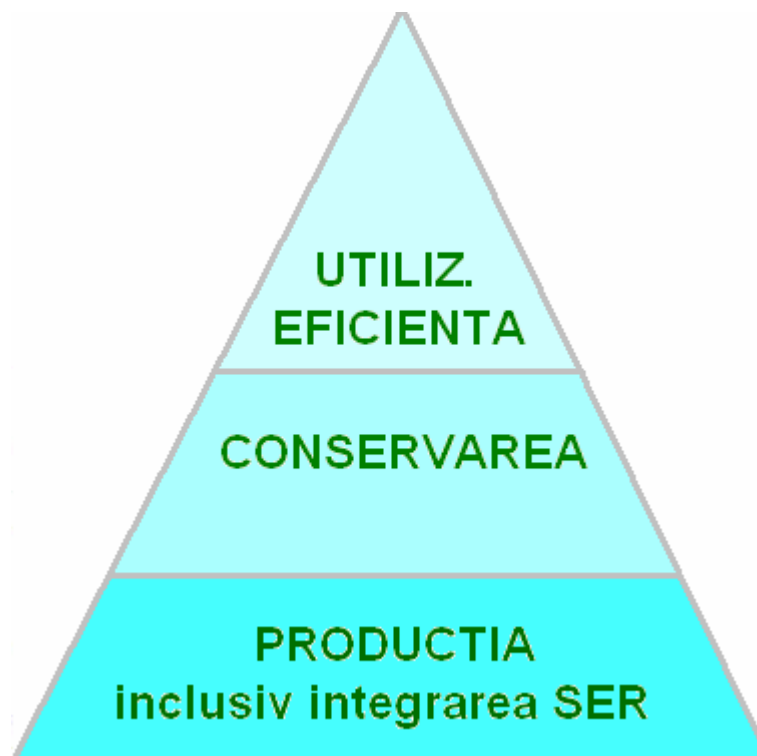 UTILIZ.
EFICIENTA
CONSERVAREA
PRODUCTIA
inclusiv integrarea SER